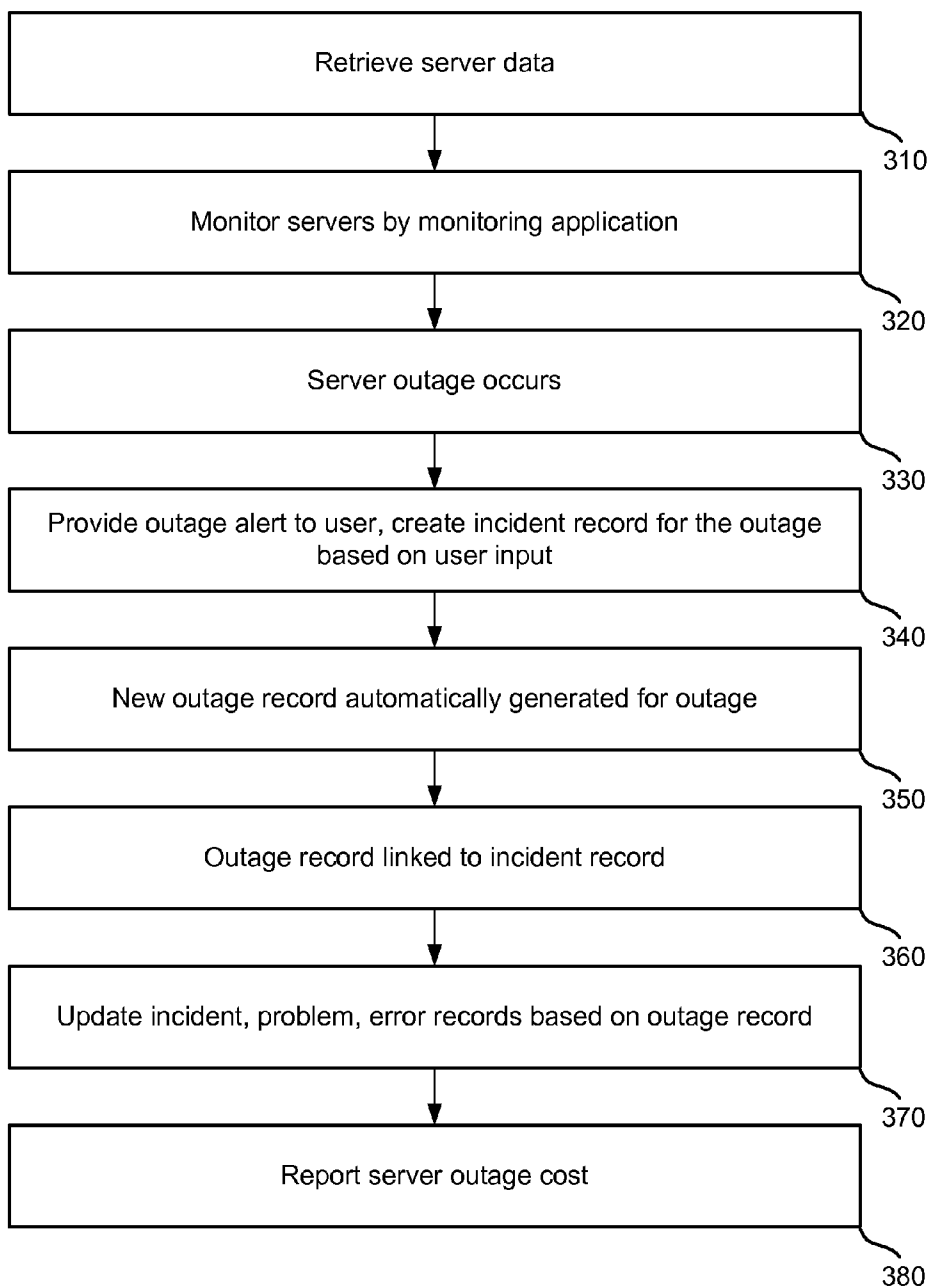 Retrieve server data
310
Monitor servers by monitoring application
320
Server outage occurs
330
Provide outage alert to user, create incident record for the outage
based on user input
340
New outage record automatically generated for outage
350
Outage record linked to incident record
360
Update incident, problem, error records based on outage record
370
Report server outage cost
380